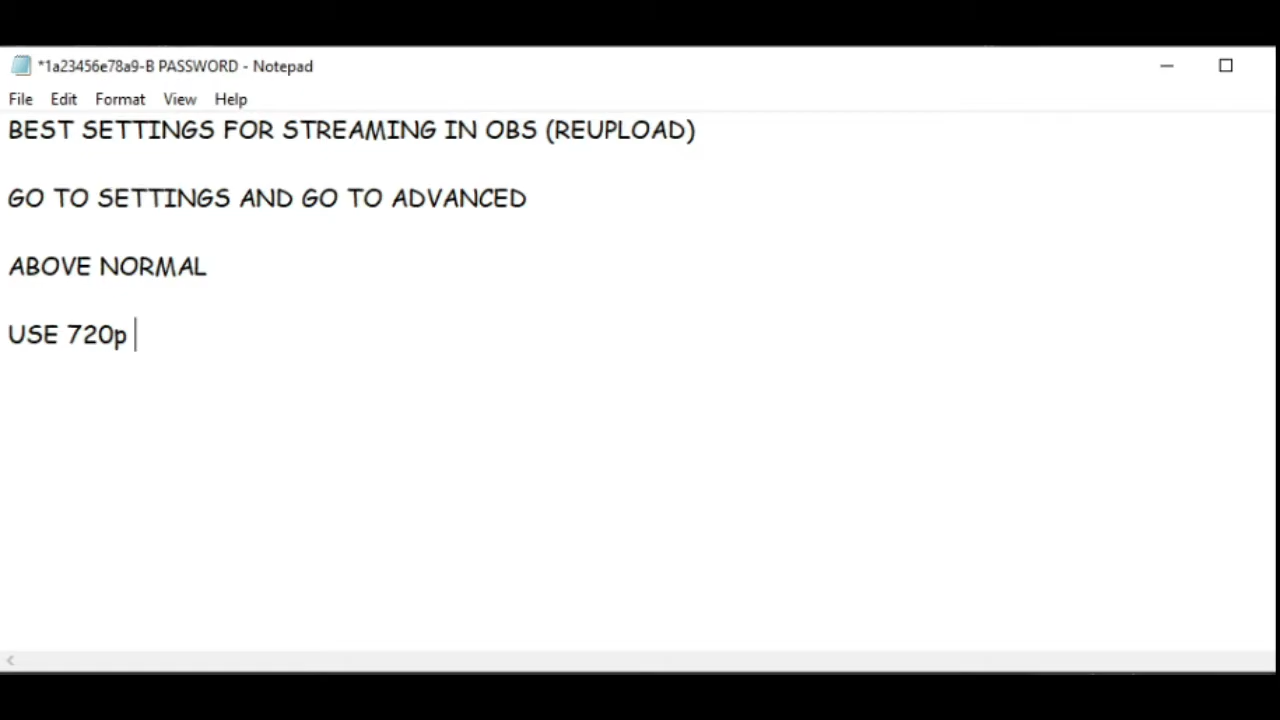 *1a23456e78a9-B PASSWORD - Notepad
File Edit Format View Help
BEST SETTINGS FOR STREAMING IN OBS (REUPLOAD)
GO TO SETTINGS AND GO TO ADVANCED
ABOVE NORMAL
USE 720p